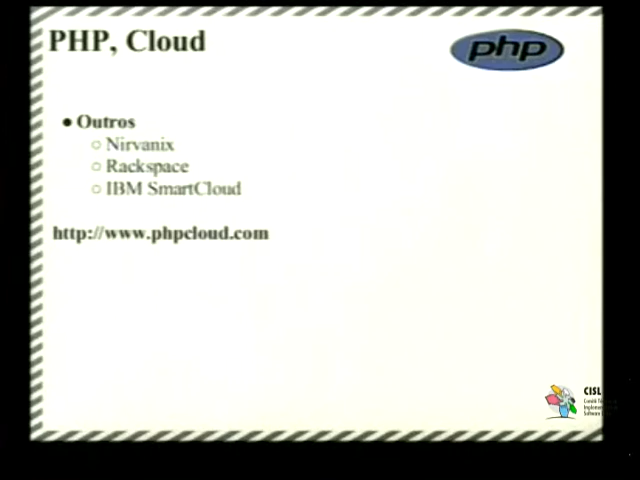 PHP, Cloud
php
● Outros
○ Nirvanix
○ Rackspace
○ IBM SmartCloud
http://www.phpcloud.com
CISL